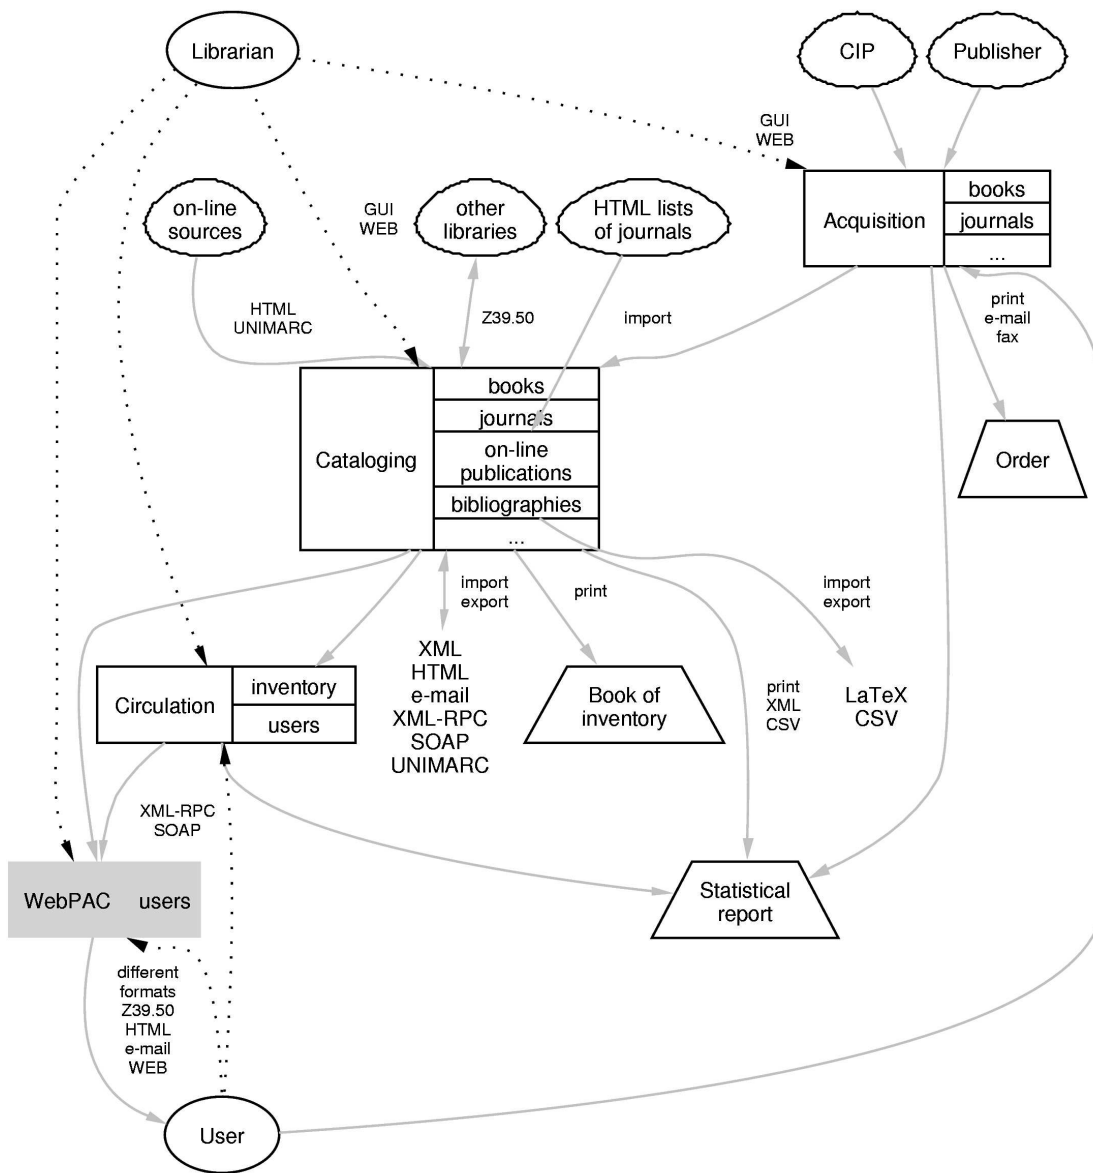 Librarian
CIP
Publisher
GUI
WEB
books
Acquisition
journals
...
on-line
sources
GUI
WEB
other
libraries
HTML lists
of journals
HTML
UNIMARC
Z39.50
import
print
e-mail
fax
books
journals
Cataloging
on-line
publications
bibliographies
...
Order
import
export
print
import
export
XML
HTML
e-mail
XML-RPC
SOAP
UNIMARC
Circulation
inventory
users
Book of
inventory
print
XML
CSV
LaTeX
CSV
XML-RPC
SOAP
WebPAC
users
Statistical
report
different
formats
Z39.50
HTML
e-mail
WEB
User